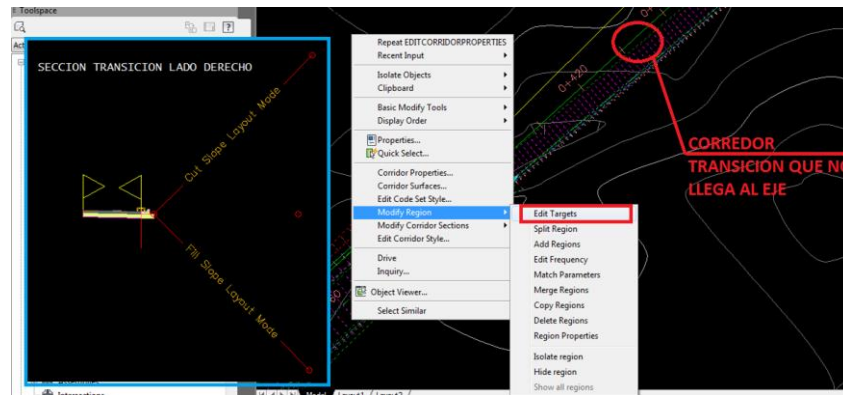 Toolspace
SECCION TRANSICION LADO DERECHO
Cut Slope Layout Mode
Fill Slope Layout Mode
Repeat EDITCORRIDORPROPERTIES
Recent Input
Isolate Objects
Clipboard
Basic Modify Tools
Display Order
Properties...
Quick Select...
Corridor Properties...
Corridor Surfaces...
Edit Code Set Style...
Modify Region
Modify Corridor Sections
Edit Corridor Style...
Drive
Inquiry...
Object Viewer...
Select Similar
Edit Targets
Split Region
Add Regions
Edit Frequency
Match Parameters
Merge Regions
Copy Regions
Delete Regions
Region Properties
Isolate region
Hide region
Show all regions
0+420
CORREDOR
TRANSICION QUE NO
LLEGA AL EJE
Intersections
Model Layout1 Layout2